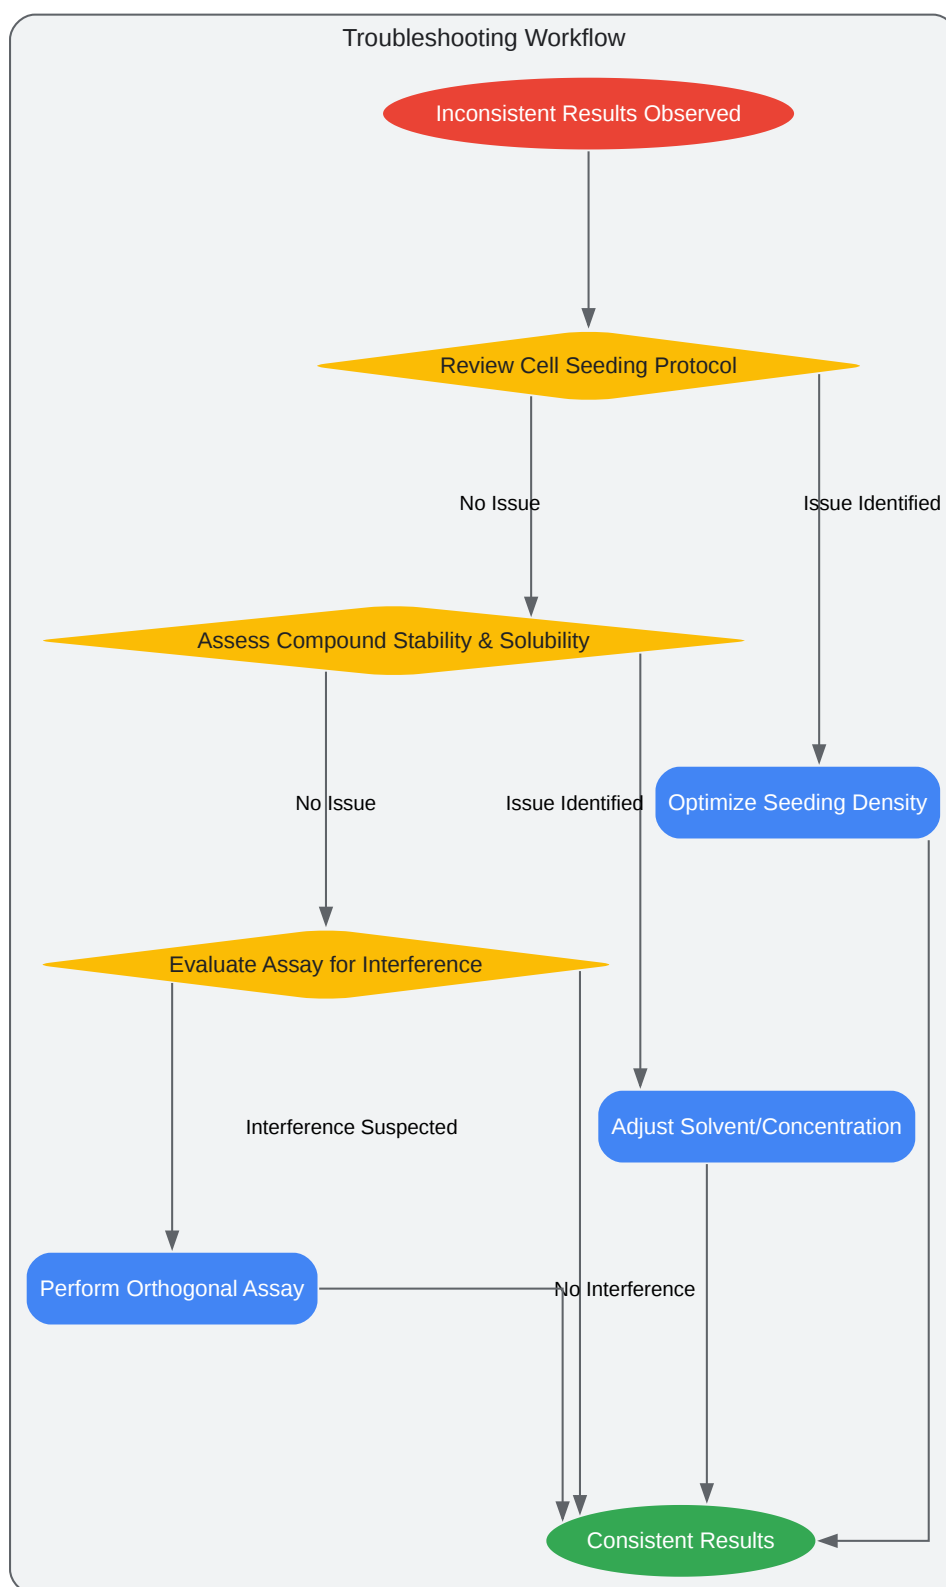 Troubleshooting Workflow
Inconsistent Results Observed
Review Cell Seeding Protocol
No Issue
Issue Identified
Assess Compound Stability & Solubility
No Issue
Issue Identified
Optimize Seeding Density
Evaluate Assay for Interference
Interference Suspected
Adjust Solvent/Concentration
Perform Orthogonal Assay
No Interference
Consistent Results